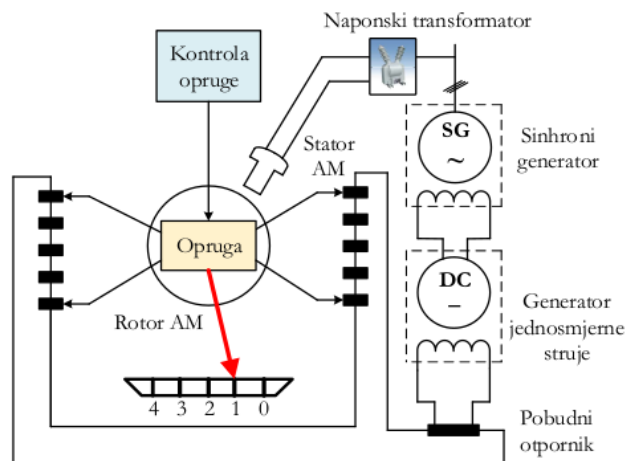 Naponski transformator
Kontrola
opruge
Stator
AM
SG
~
Sinhroni
generator
Opruga
Rotor AM
DC
–
Generator
jednosmjerne
struje
4 3 2 1 0
Pobudni
otpornik